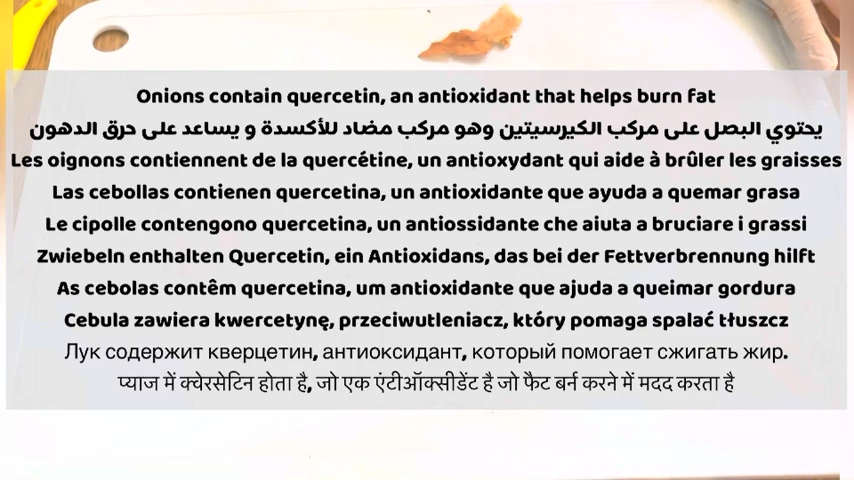 Onions contain quercetin, an antioxidant that helps burn fat
يحتوي البصل على مركب الكيرسيتين وهو مركب مضاد للأكسدة و يساعد على حرق الدهون
Les oignons contiennent de la quercétine, un antioxydant qui aide à brûler les graisses
Las cebollas contienen quercetina, un antioxidante que ayuda a quemar grasa
Le cipolle contengono quercetina, un antiossidante che aiuta a bruciare i grassi
Zwiebeln enthalten Quercetin, ein Antioxidans, das bei der Fettverbrennung hilft
As cebolas contêm quercetina, um antioxidante que ajuda a queimar gordura
Cebula zawiera kwercetynę, przeciwutleniacz, który pomaga spalać tłuszcz
Лук содержит кверцетин, антиоксидант, который помогает сжигать жир.
प्याज में क्वेरसेटिन होता है, जो एक एंटीऑक्सीडेंट है जो फैट बर्न करने में मदद करता है